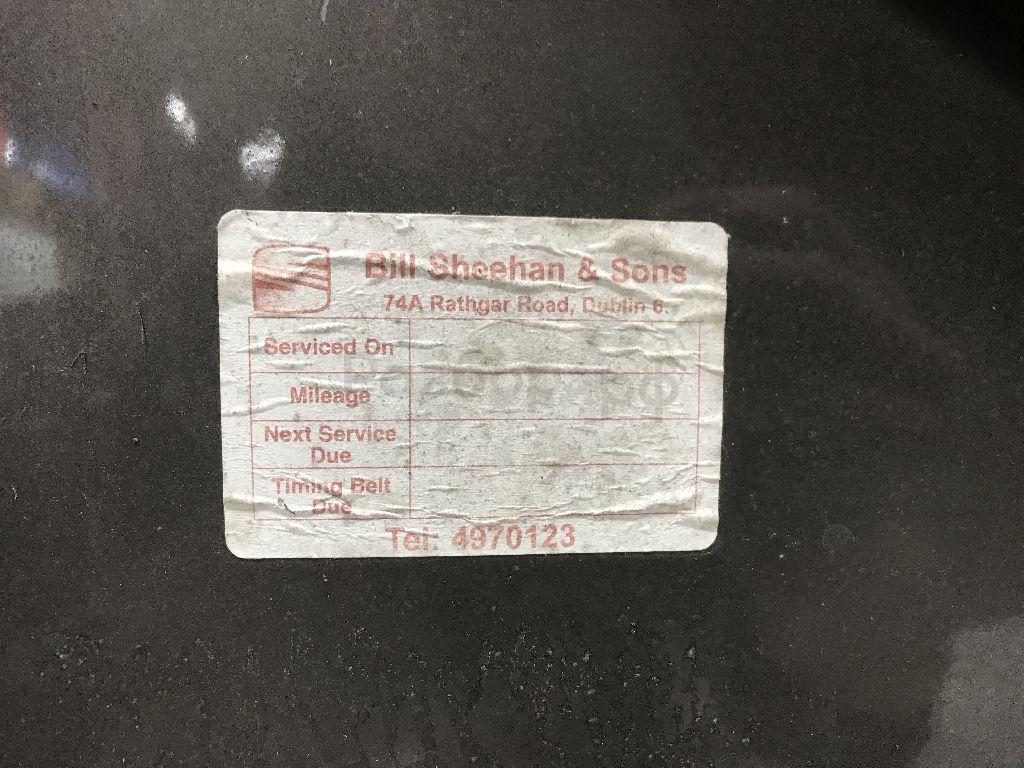 Bill Sheehan & Sons
74A Rathgar Road, Dublin 6.
Serviced On
Mileage
Next Service
Due
Timing Belt
Due
Tel: 4970123